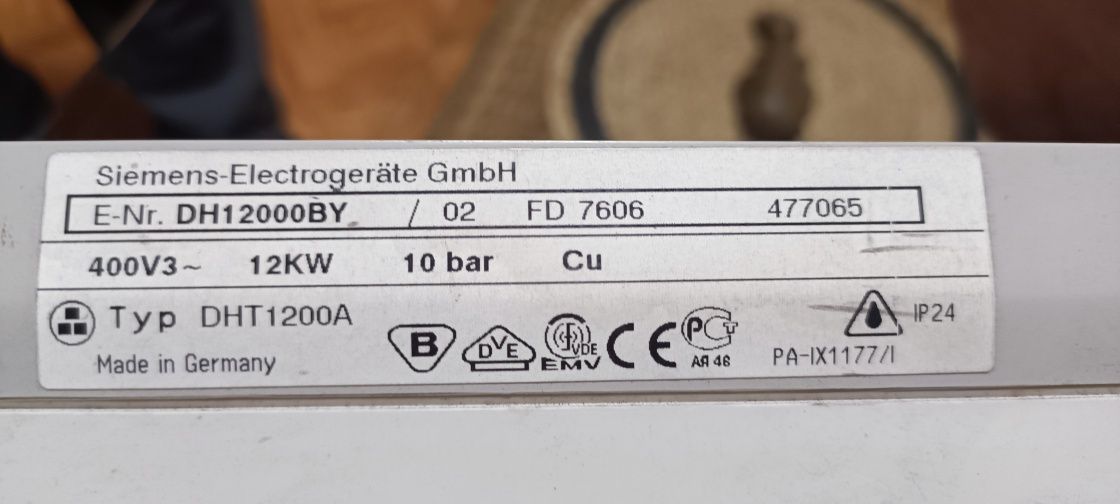 Siemens-Electrogeräte GmbH
E-Nr. DH12000BY / 02 FD 7606 477065
400V3~ 12KW 10 bar Cu
Typ DHT1200A
IP24
B DVE VDE EMV CE PCT АЯ 46 PA-IX1177/I
Made in Germany